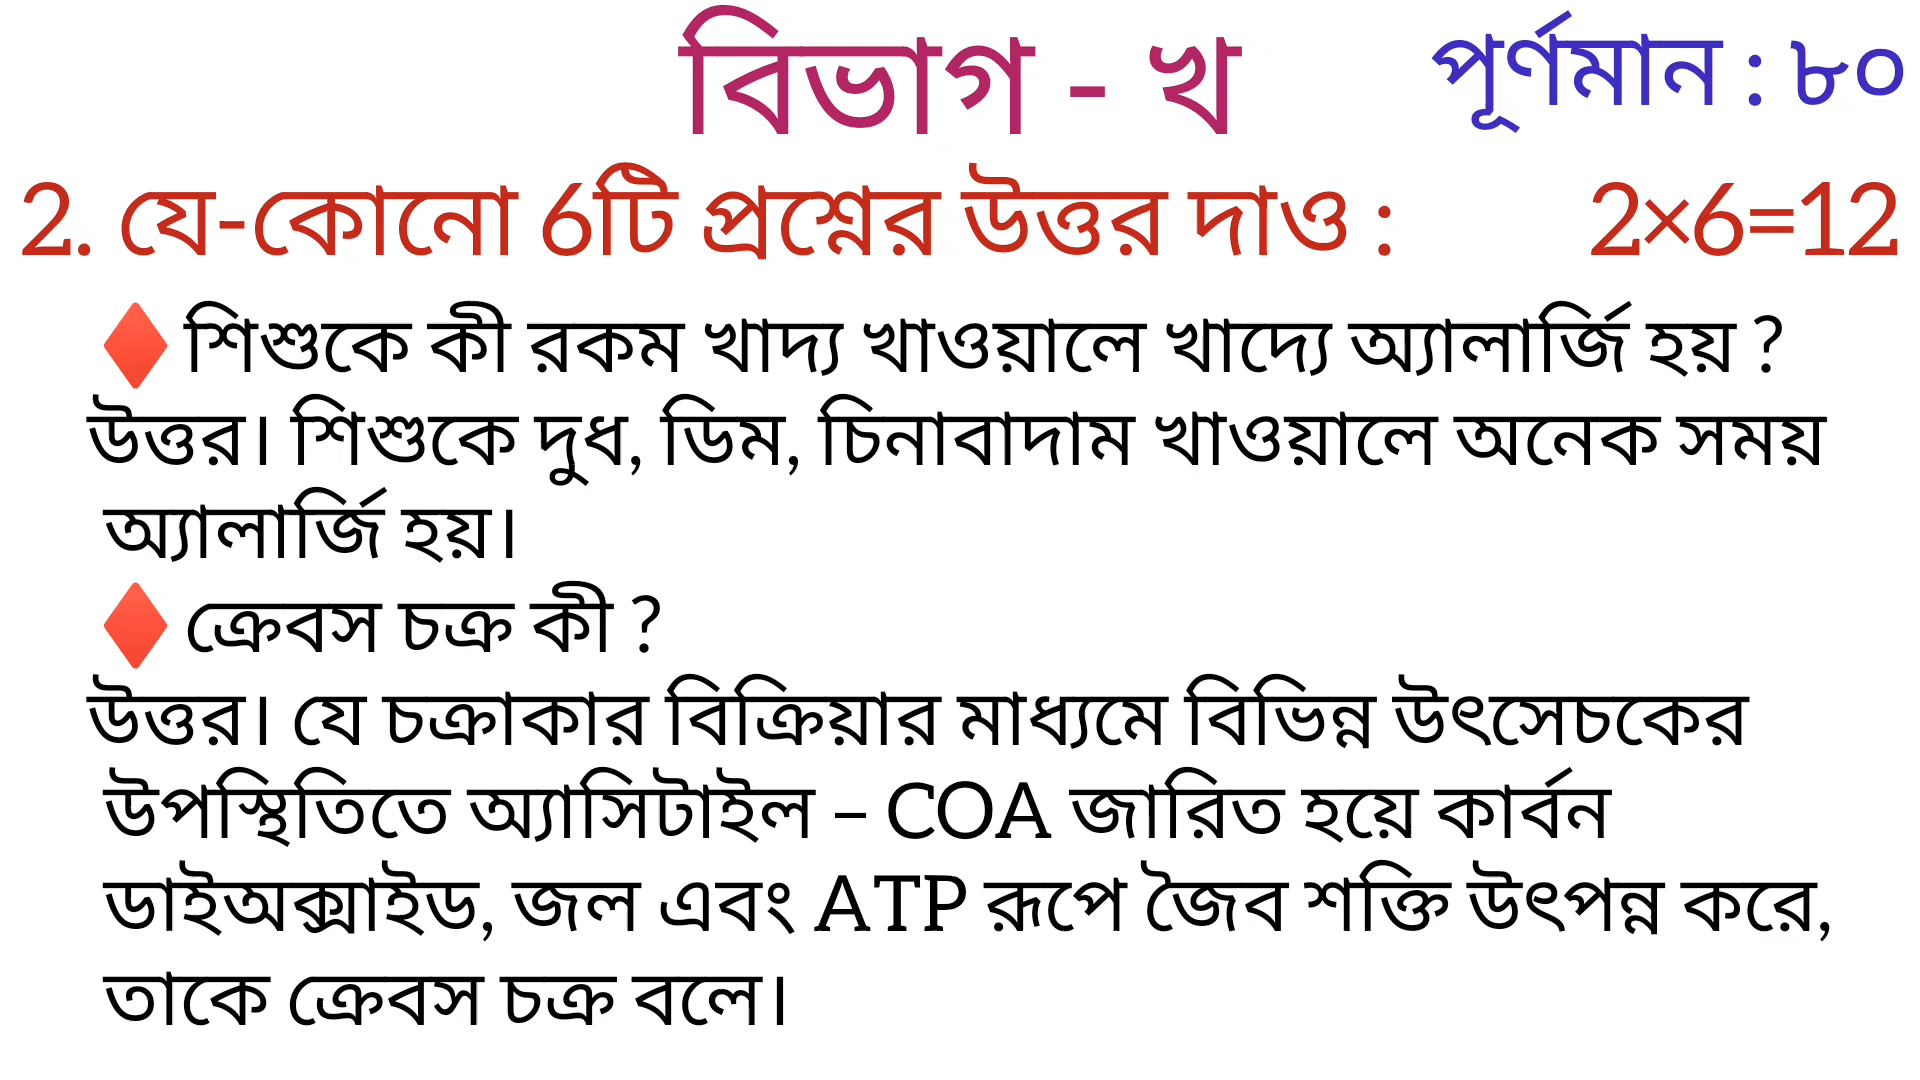 বিভাগ - খ
পূর্ণমান : ৮০
2. যে-কোনো 6টি প্রশ্নের উত্তর দাও : 2×6=12
♦ শিশুকে কী রকম খাদ্য খাওয়ালে খাদ্যে অ্যালার্জি হয় ?
উত্তর। শিশুকে দুধ, ডিম, চিনাবাদাম খাওয়ালে অনেক সময়
অ্যালার্জি হয়।
♦ ক্রেবস চক্র কী ?
উত্তর। যে চক্রাকার বিক্রিয়ার মাধ্যমে বিভিন্ন উৎসেচকের
উপস্থিতিতে অ্যাসিটাইল – COA জারিত হয়ে কার্বন
ডাইঅক্সাইড, জল এবং ATP রূপে জৈব শক্তি উৎপন্ন করে,
তাকে ক্রেবস চক্র বলে।